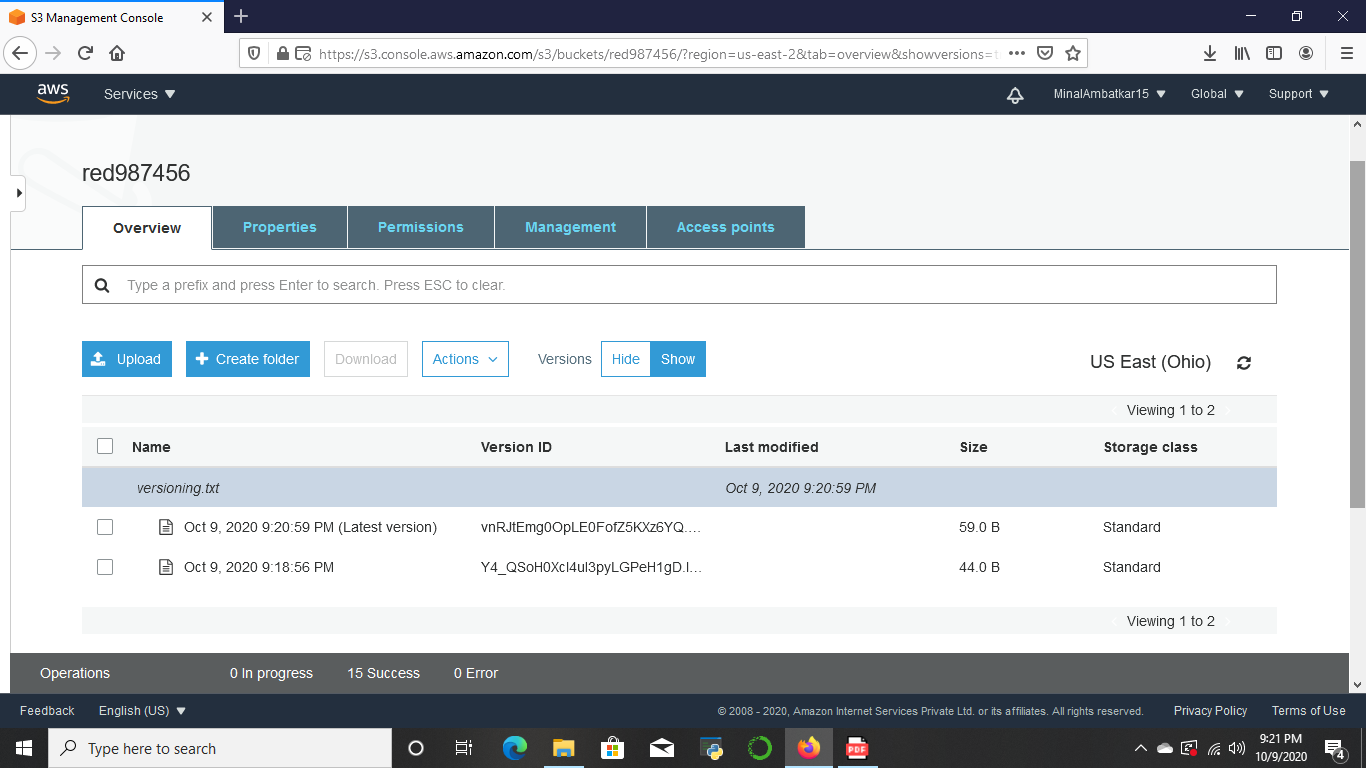 S3 Management Console
https://s3.console.aws.amazon.com/s3/buckets/red987456/?region=us-east-2&tab=overview&showversions=t
aws Services MinalAmbatkar15 Global Support
red987456
Overview Properties Permissions Management Access points
Type a prefix and press Enter to search. Press ESC to clear.
Upload Create folder Download Actions Versions Hide Show US East (Ohio)
Viewing 1 to 2
Name Version ID Last modified Size Storage class
versioning.txt Oct 9, 2020 9:20:59 PM
Oct 9, 2020 9:20:59 PM (Latest version) vnRJtEmg0OpLE0FofZ5KXz6YQ.... 59.0 B Standard
Oct 9, 2020 9:18:56 PM Y4_QSoH0Xcl4ul3pyLGPeH1gD.l... 44.0 B Standard
Viewing 1 to 2
Operations 0 In progress 15 Success 0 Error
Feedback English (US) © 2008 - 2020, Amazon Internet Services Private Ltd. or its affiliates. All rights reserved. Privacy Policy Terms of Use
Type here to search PDF 9:21 PM
10/9/2020 4